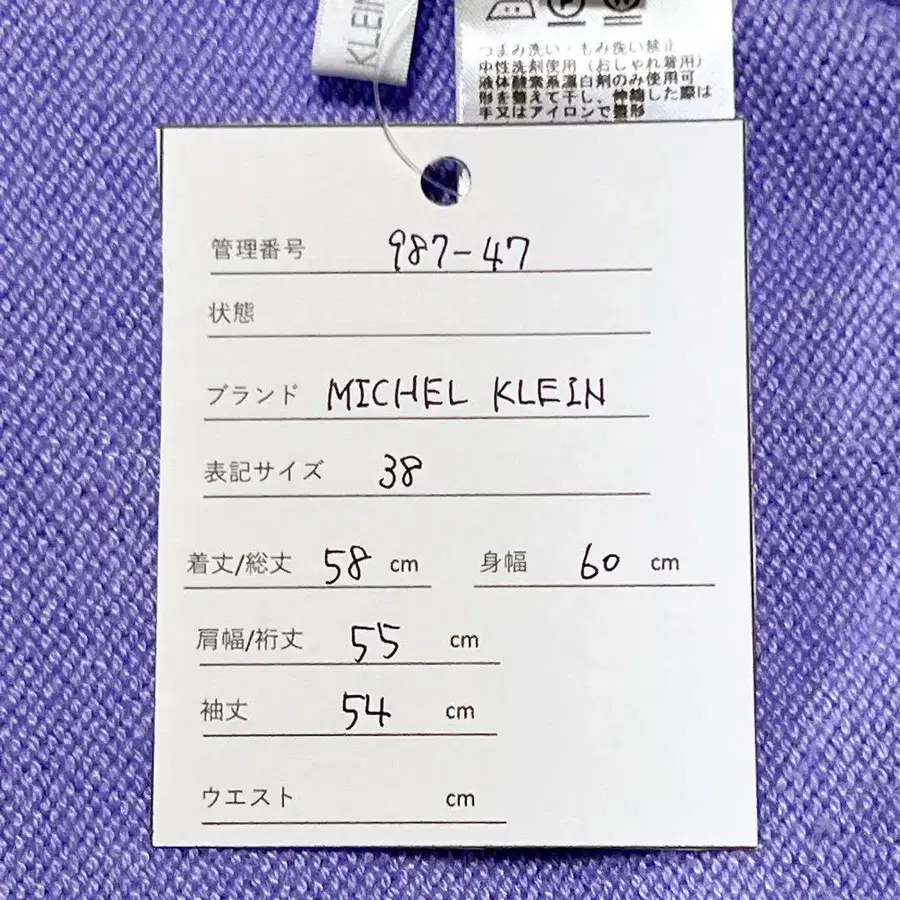 KLEIN
P
W
つまみ洗い・もみ洗い禁止
中性洗剤使用（おしゃれ着用）
液体酸素系漂白剤のみ使用可
形を整えて干し、伸縮した際は
手又はアイロンで整形
管理番号 987-47
状態
ブランド MICHEL KLEIN
表記サイズ 38
着丈/総丈 58 cm 身幅 60 cm
肩幅/裄丈 55 cm
袖丈 54 cm
ウエスト cm